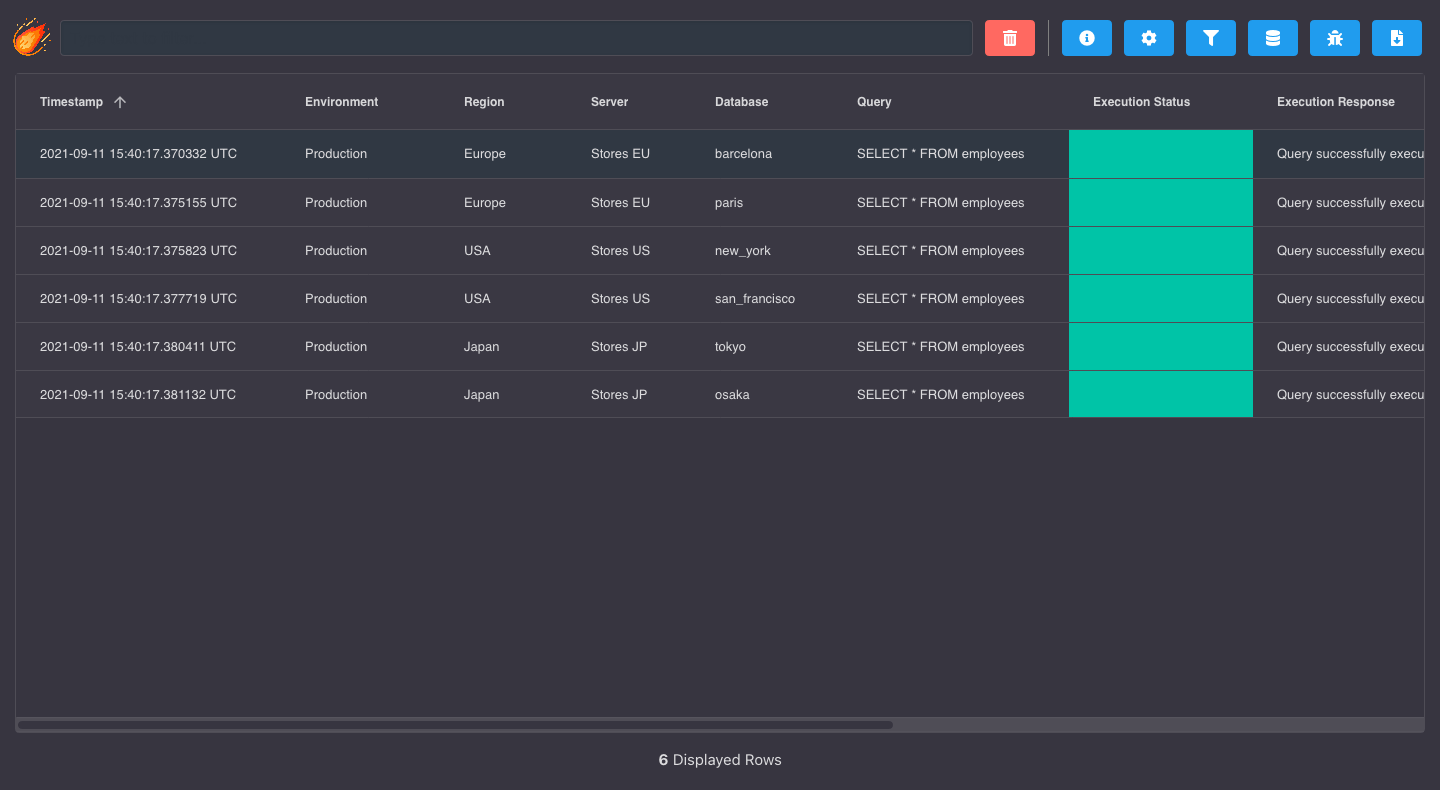 Timestamp Environment Region Server Database Query Execution Status Execution Response
2021-09-11 15:40:17.370332 UTC Production Europe Stores EU barcelona SELECT * FROM employees Query successfully execu
2021-09-11 15:40:17.375155 UTC Production Europe Stores EU paris SELECT * FROM employees Query successfully execu
2021-09-11 15:40:17.375823 UTC Production USA Stores US new_york SELECT * FROM employees Query successfully execu
2021-09-11 15:40:17.377719 UTC Production USA Stores US san_francisco SELECT * FROM employees Query successfully execu
2021-09-11 15:40:17.380411 UTC Production Japan Stores JP tokyo SELECT * FROM employees Query successfully execu
2021-09-11 15:40:17.381132 UTC Production Japan Stores JP osaka SELECT * FROM employees Query successfully execu
6 Displayed Rows